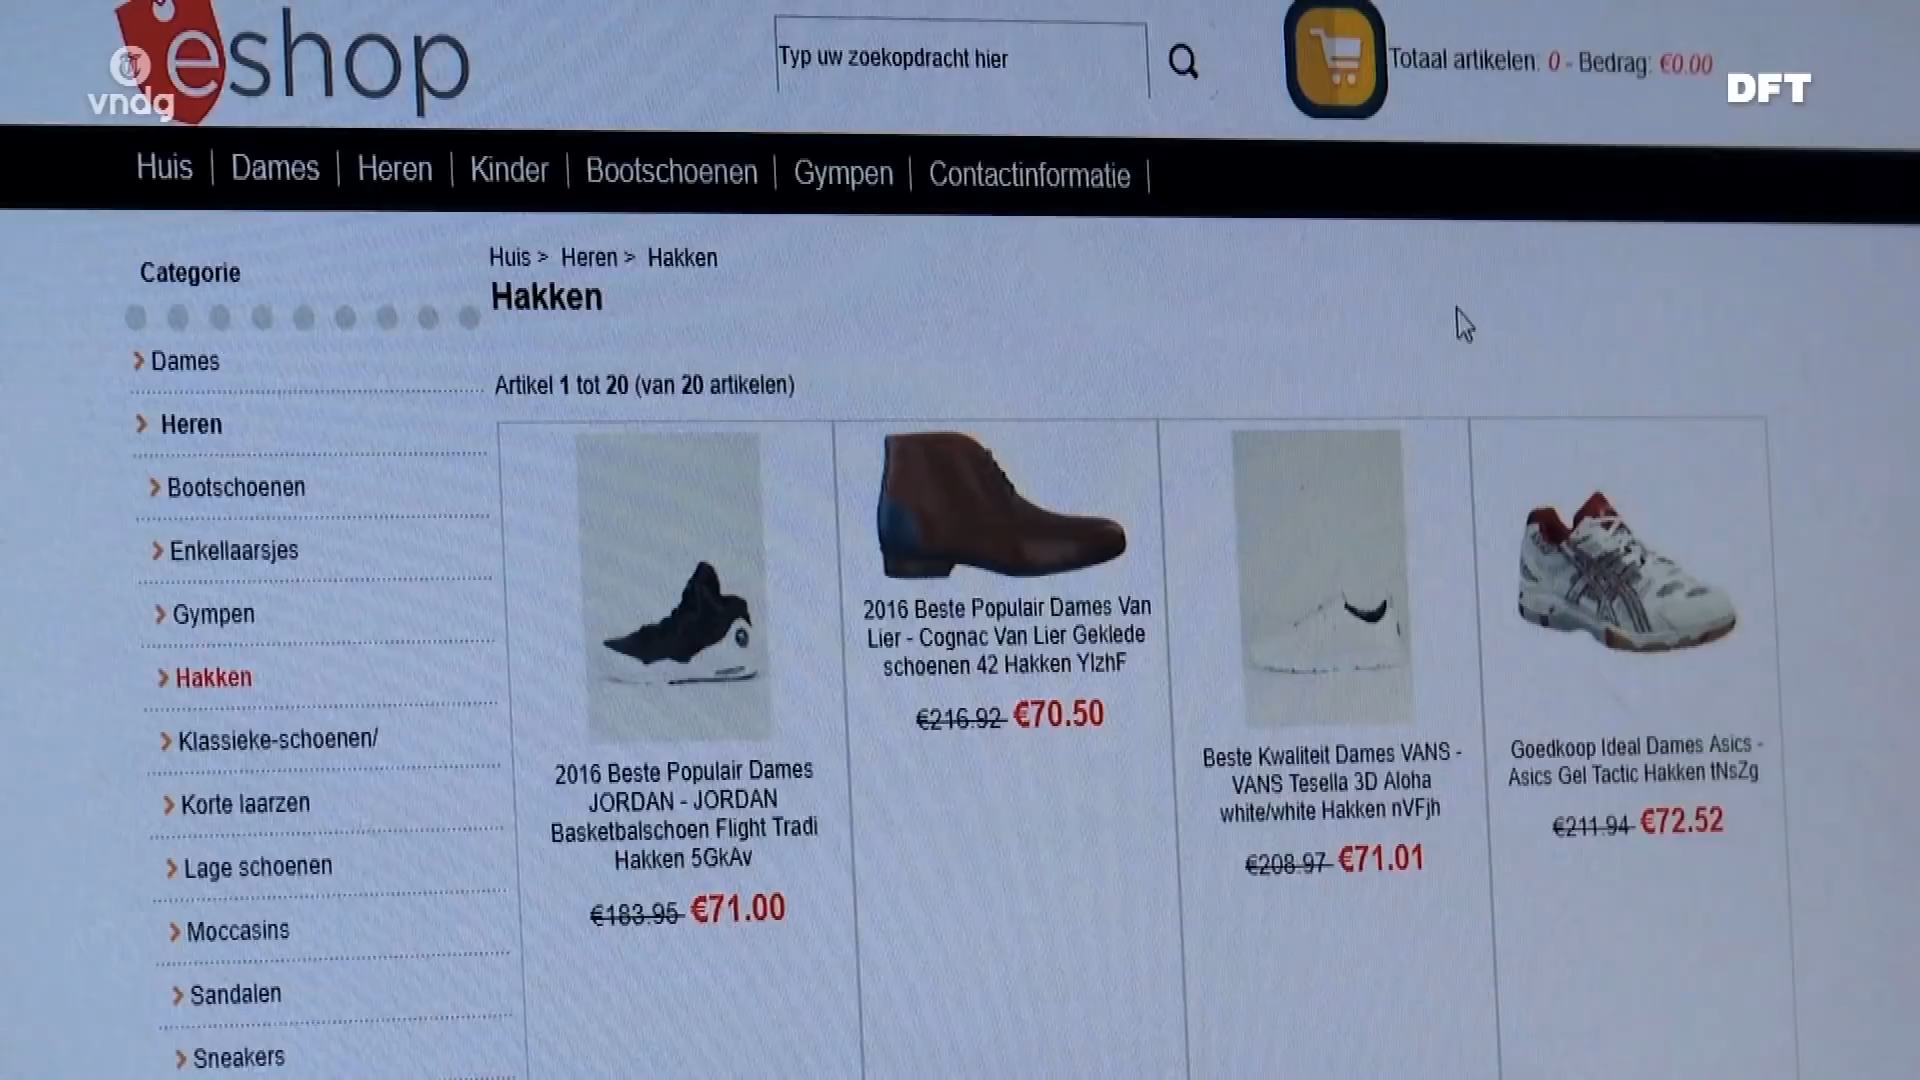 eshop
vndg
Typ uw zoekopdracht hier
Totaal artikelen: 0 - Bedrag: €0.00
DFT
Huis | Dames | Heren | Kinder | Bootschoenen | Gympen | Contactinformatie |
Categorie
Dames
Heren
Bootschoenen
Enkellaarsjes
Gympen
Hakken
Klassieke-schoenen/
Korte laarzen
Lage schoenen
Moccasins
Sandalen
Sneakers
Huis > Heren > Hakken
Hakken
Artikel 1 tot 20 (van 20 artikelen)
2016 Beste Populair Dames
JORDAN - JORDAN
Basketbalschoen Flight Tradi
Hakken 5GkAv
€183.95 €71.00
2016 Beste Populair Dames Van
Lier - Cognac Van Lier Geklede
schoenen 42 Hakken YlzhF
€216.92 €70.50
Beste Kwaliteit Dames VANS -
VANS Tesella 3D Aloha
white/white Hakken nVFjh
€208.97 €71.01
Goedkoop Ideal Dames Asics -
Asics Gel Tactic Hakken tNsZg
€211.94 €72.52